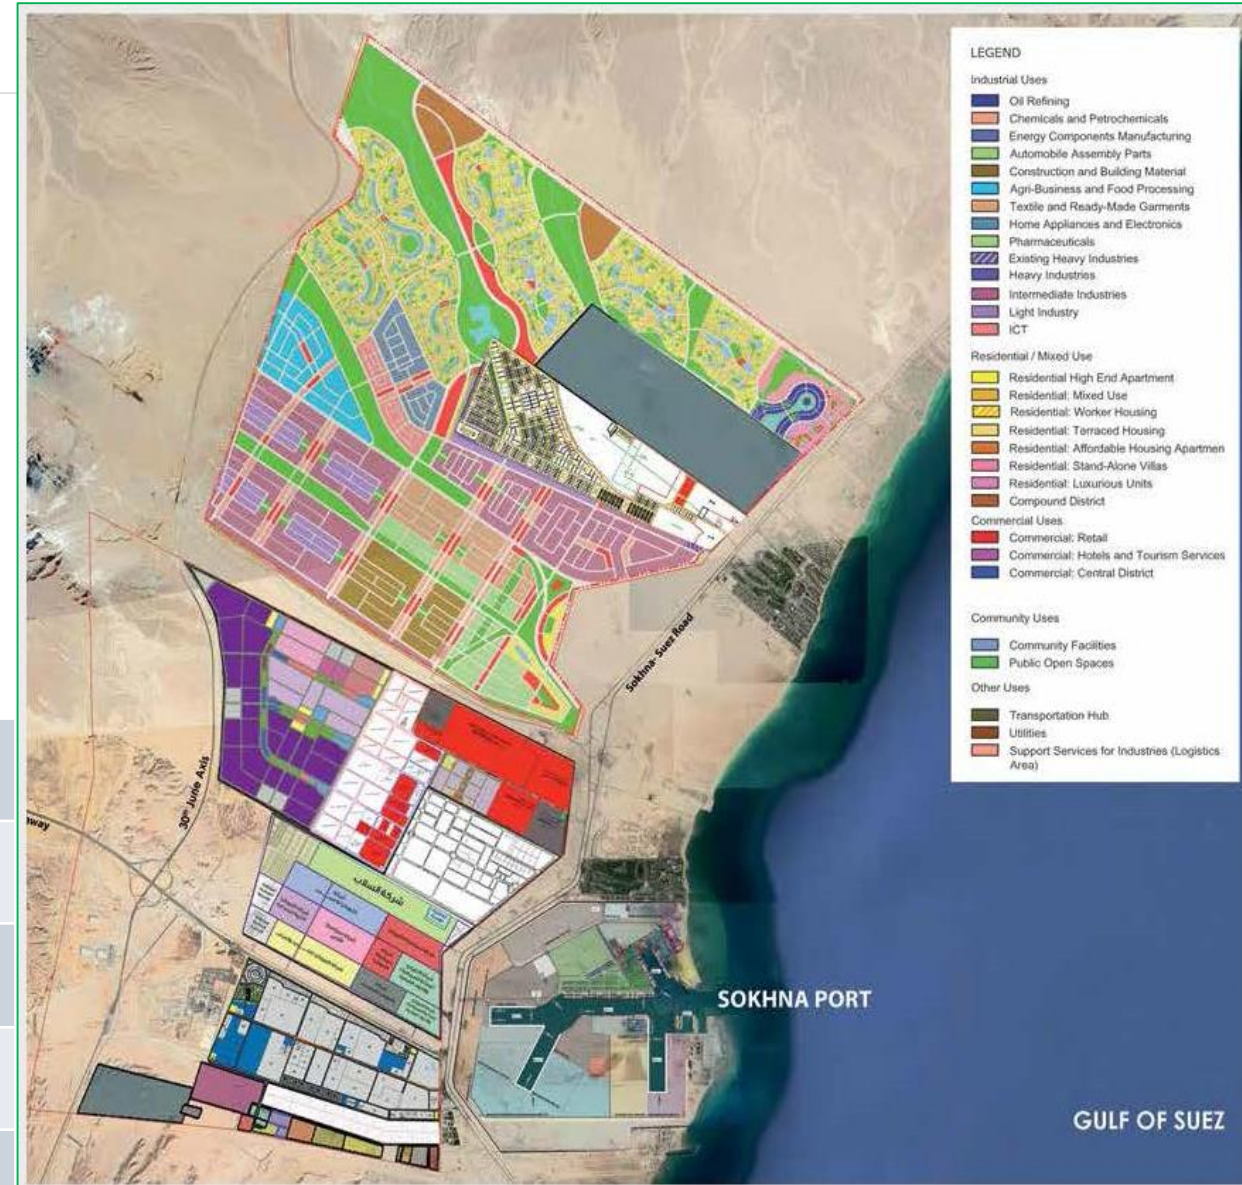 LEGEND
Industrial Uses
Oil Refining
Chemicals and Petrochemicals
Energy Components Manufacturing
Automobile Assembly Parts
Construction and Building Material
Agri-Business and Food Processing
Textile and Ready-Made Garments
Home Appliances and Electronics
Pharmaceuticals
Existing Heavy Industries
Heavy Industries
Intermediate Industries
Light Industry
ICT
Residential / Mixed Use
Residential High End Apartment
Residential: Mixed Use
Residential: Worker Housing
Residential: Terraced Housing
Residential: Affordable Housing Apartmen
Residential: Stand-Alone Villas
Residential: Luxurious Units
Compound District
Commercial Uses
Commercial: Retail
Commercial: Hotels and Tourism Services
Commercial: Central District
Community Uses
Community Facilities
Public Open Spaces
Other Uses
Transportation Hub
Utilities
Support Services for Industries (Logistics
Area)
Sokhna- Suez Road
30th June Axis
way
شركة السلاب
SOKHNA PORT
GULF OF SUEZ